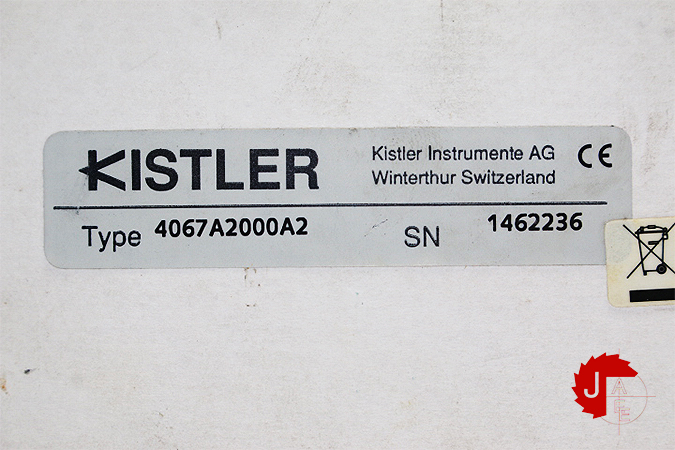 KISTLER
Kistler Instrumente AG
Winterthur Switzerland
CE
Type 4067A2000A2 SN 1462236
J